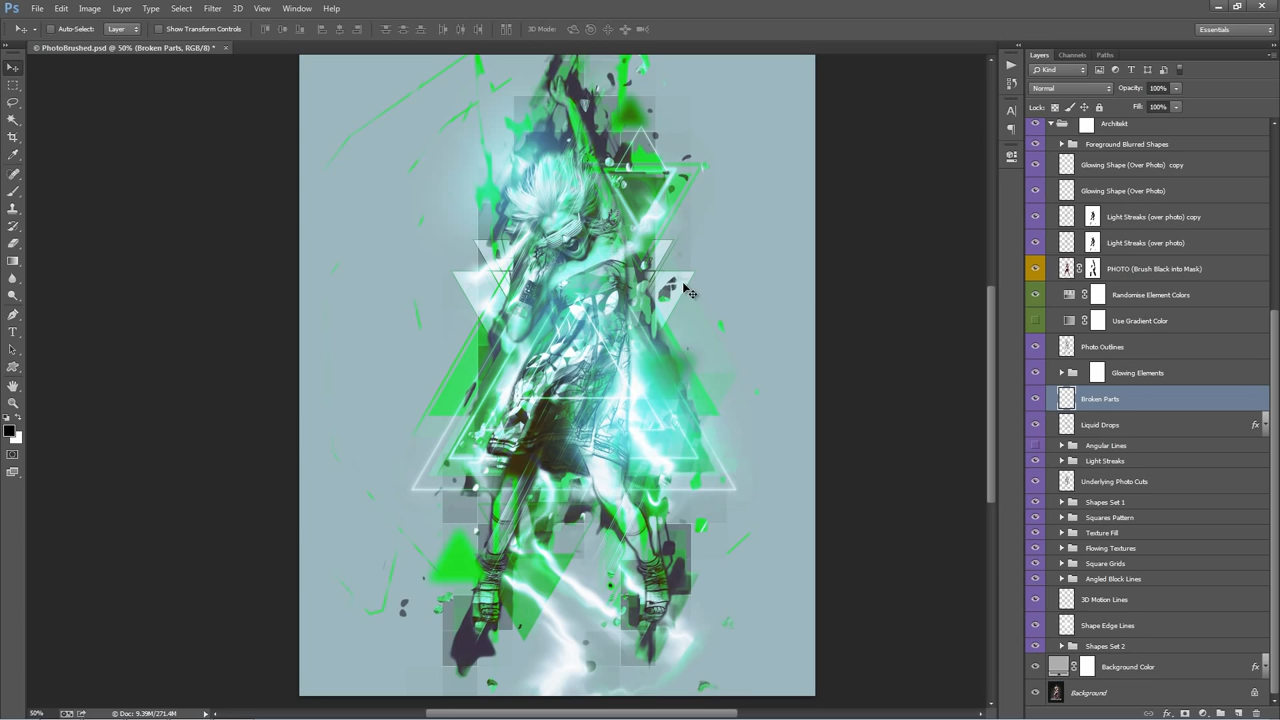 Ps File Edit Image Layer Type Select Filter 3D View Window Help
Auto-Select: Layer Show Transform Controls 3D Mode: Essentials
© PhotoBrushed.psd @ 50% (Broken Parts, RGB/8) * ×
Layers Channels Paths
Kind
Normal Opacity: 100%
Lock: Fill: 100%
Architekt
Foreground Blurred Shapes
Glowing Shape (Over Photo) copy
Glowing Shape (Over Photo)
Light Streaks (over photo) copy
Light Streaks (over photo)
PHOTO (Brush Black into Mask)
Randomise Element Colors
Use Gradient Color
Photo Outlines
Glowing Elements
Broken Parts
Liquid Drops fx
Angular Lines
Light Streaks
Underlying Photo Cuts
Shapes Set 1
Squares Pattern
Texture Fill
Flowing Textures
Square Grids
Angled Block Lines
3D Motion Lines
Shape Edge Lines
Shapes Set 2
Background Color fx
Background
50% Doc: 9.39M/271.4M fx